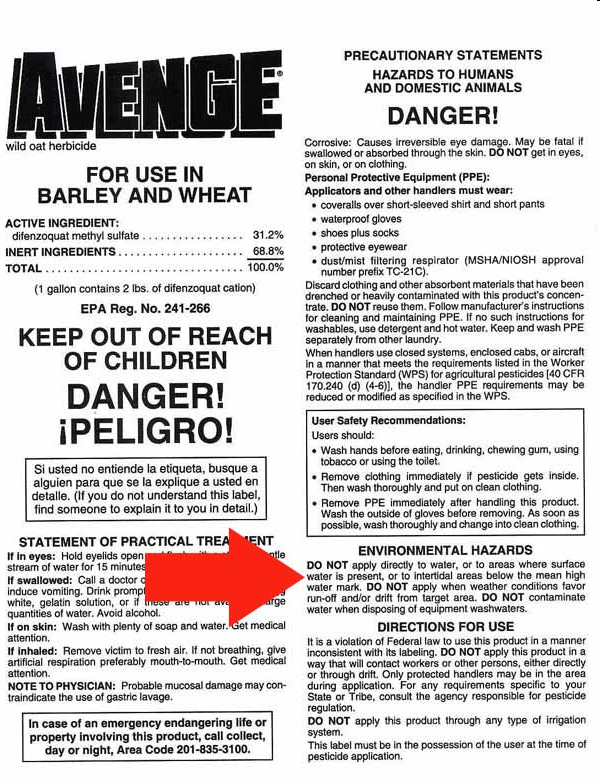 AVENGE®
wild oat herbicide
FOR USE IN
BARLEY AND WHEAT
ACTIVE INGREDIENT:
difenzoquat methyl sulfate . . . . . . . . . . . . . . . . . 31.2%
INERT INGREDIENTS . . . . . . . . . . . . . . . . . . . . . 68.8%
TOTAL . . . . . . . . . . . . . . . . . . . . . . . . . . . . . . . . 100.0%
(1 gallon contains 2 lbs. of difenzoquat cation)
EPA Reg. No. 241-266
KEEP OUT OF REACH
OF CHILDREN
DANGER!
¡PELIGRO!
Si usted no entiende la etiqueta, busque a
alguien para que se la explique a usted en
detalle. (If you do not understand this label,
find someone to explain it to you in detail.)
STATEMENT OF PRACTICAL
If in eyes: Hold eyelids open
stream of water for 15 minutes
If swallowed: Call a doctor
induce vomiting. Drink
white, gelatin solution, or if
quantities of water. Avoid alcohol.
If on skin: Wash with plenty of soap and water. Get medical
attention.
If inhaled: Remove victim to fresh air. If not breathing, give
artificial respiration preferably mouth-to-mouth. Get medical
attention.
NOTE TO PHYSICIAN: Probable mucosal damage may con-
traindicate the use of gastric lavage.
In case of an emergency endangering life or
property involving this product, call collect,
day or night, Area Code 201-835-3100.
PRECAUTIONARY STATEMENTS
HAZARDS TO HUMANS
AND DOMESTIC ANIMALS
DANGER!
Corrosive: Causes irreversible eye damage. May be fatal if
swallowed or absorbed through the skin. DO NOT get in eyes,
on skin, or on clothing.
Personal Protective Equipment (PPE):
Applicators and other handlers must wear:
• coveralls over short-sleeved shirt and short pants
• waterproof gloves
• shoes plus socks
• protective eyewear
• dust/mist filtering respirator (MSHA/NIOSH approval
number prefix TC-21C).
Discard clothing and other absorbent materials that have been
drenched or heavily contaminated with this product's concen-
trate. DO NOT reuse them. Follow manufacturer's instructions
for cleaning and maintaining PPE. If no such instructions for
washables, use detergent and hot water. Keep and wash PPE
separately from other laundry.
When handlers use closed systems, enclosed cabs, or aircraft
in a manner that meets the requirements listed in the Worker
Protection Standard (WPS) for agricultural pesticides [40 CFR
170.240 (d) (4-6)], the handler PPE requirements may be
reduced or modified as specified in the WPS.
User Safety Recommendations:
Users should:
• Wash hands before eating, drinking, chewing gum, using
tobacco or using the toilet.
• Remove clothing immediately if pesticide gets inside.
Then wash thoroughly and put on clean clothing.
• Remove PPE immediately after handling this product.
Wash the outside of gloves before removing. As soon as
possible, wash thoroughly and change into clean clothing.
ENVIRONMENTAL HAZARDS
DO NOT apply directly to water, or to areas where surface
water is present, or to intertidal areas below the mean high
water mark. DO NOT apply when weather conditions favor
run-off and/or drift from target area. DO NOT contaminate
water when disposing of equipment washwaters.
DIRECTIONS FOR USE
It is a violation of Federal law to use this product in a manner
inconsistent with its labeling. DO NOT apply this product in a
way that will contact workers or other persons, either directly
or through drift. Only protected handlers may be in the area
during application. For any requirements specific to your
State or Tribe, consult the agency responsible for pesticide
regulation.
DO NOT apply this product through any type of irrigation
system.
This label must be in the possession of the user at the time of
pesticide application.